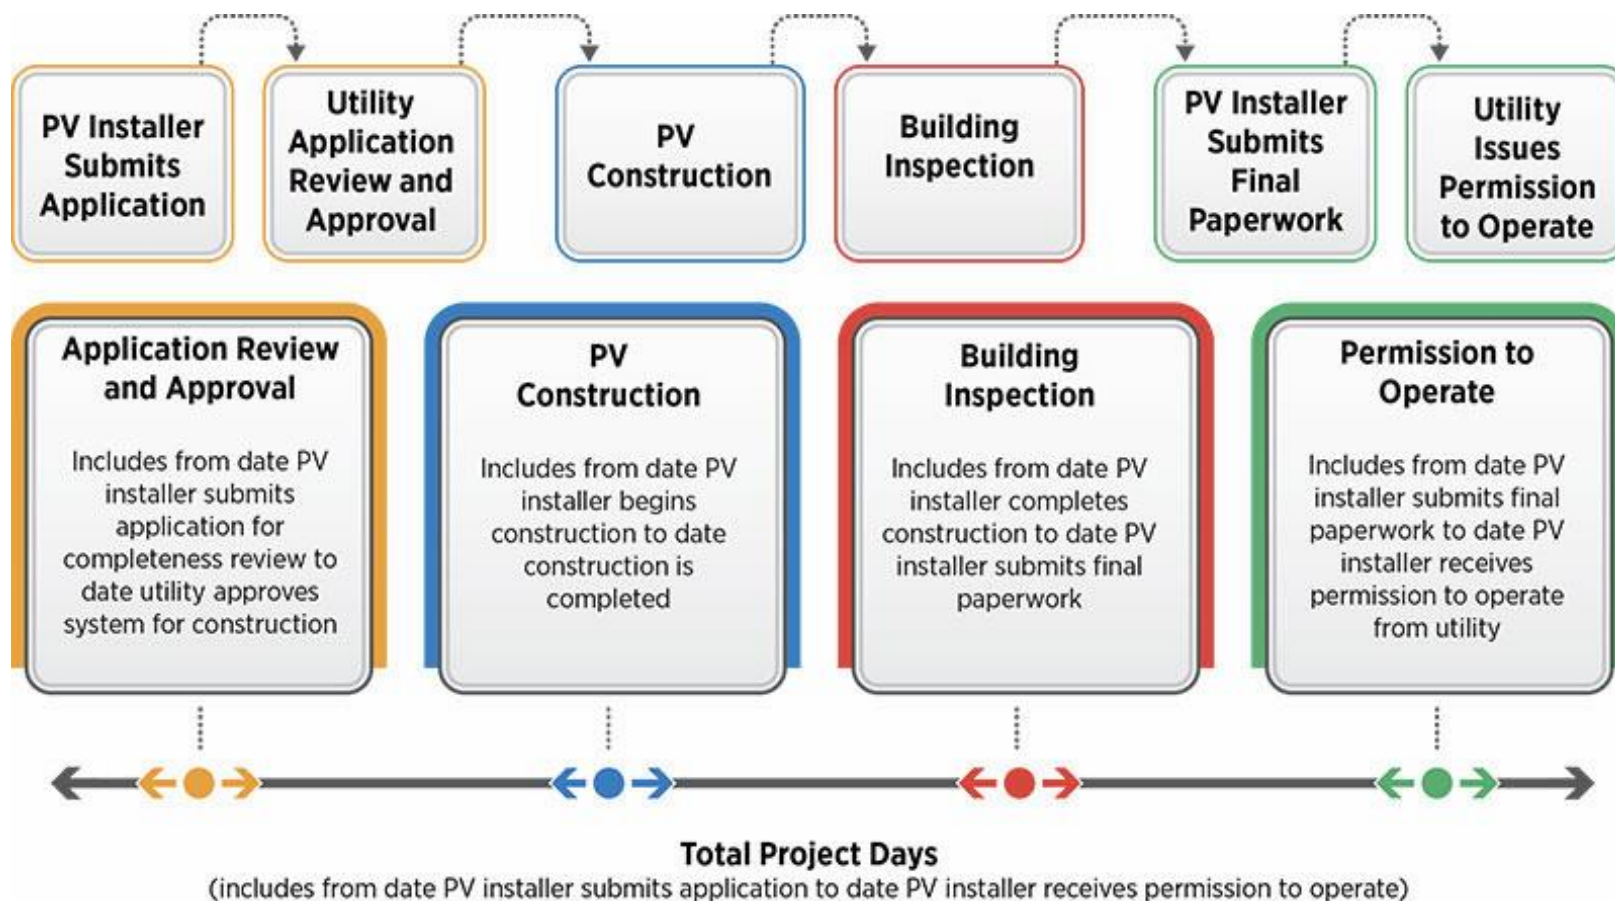 PV Installer
Submits
Application
Utility
Application
Review and
Approval
PV
Construction
Building
Inspection
PV Installer
Submits
Final
Paperwork
Utility
Issues
Permission
to Operate
Application Review
and Approval
Includes from date PV
installer submits
application for
completeness review to
date utility approves
system for construction
PV
Construction
Includes from date PV
installer begins
construction to date
construction is
completed
Building
Inspection
Includes from date PV
installer completes
construction to date PV
installer submits final
paperwork
Permission to
Operate
Includes from date PV
installer submits final
paperwork to date PV
installer receives
permission to operate
from utility
Total Project Days
(includes from date PV installer submits application to date PV installer receives permission to operate)